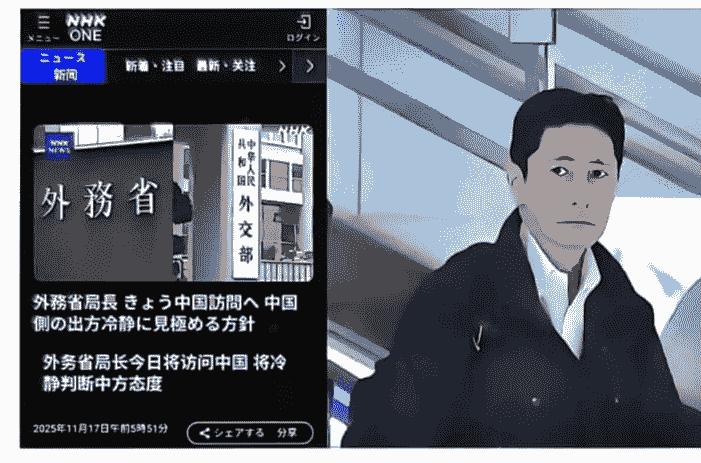 NHK
ONE
メニュー
ログイン
ニュース
新闻
新着・注目 最新・关注
NHK
NEWS
外務省
中华人民
共和国
外交部
外務省局長 きょう中国訪問へ 中国
側の出方冷静に見極める方針
外务省局长今日将访问中国 将冷
静判断中方态度
2025年11月17日午前5時51分
シェアする 分享